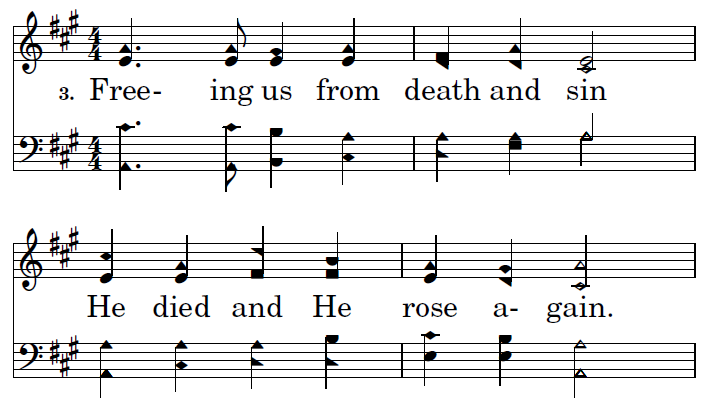 3. Free- ing us from death and sin
He died and He rose a- gain.